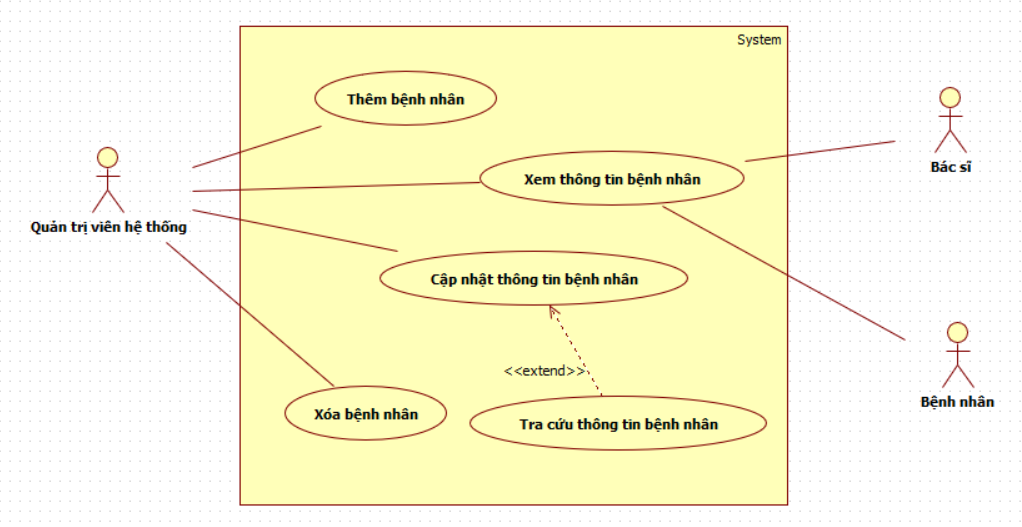 System
Thêm bệnh nhân
Bác sĩ
Xem thông tin bệnh nhân
Quản trị viên hệ thống
Cập nhật thông tin bệnh nhân
<<extend>>
Bệnh nhân
Xóa bệnh nhân
Tra cứu thông tin bệnh nhân